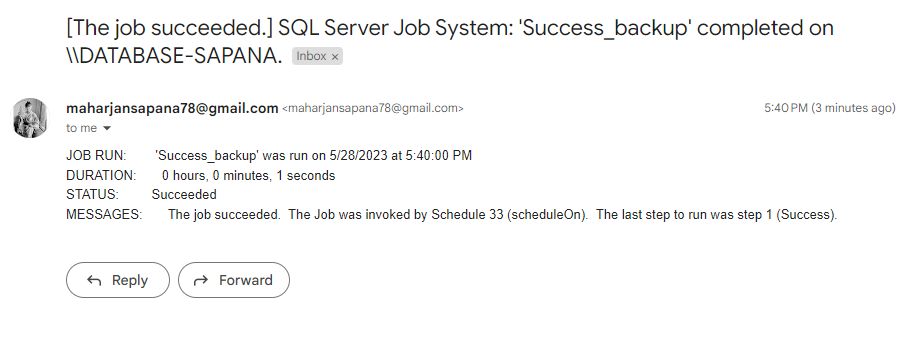 [The job succeeded.] SQL Server Job System: 'Success_backup' completed on
\\DATABASE-SAPANA. Inbox ×
maharjansapana78@gmail.com <maharjansapana78@gmail.com> 5:40 PM (3 minutes ago)
to me
JOB RUN: 'Success_backup' was run on 5/28/2023 at 5:40:00 PM
DURATION: 0 hours, 0 minutes, 1 seconds
STATUS: Succeeded
MESSAGES: The job succeeded. The Job was invoked by Schedule 33 (scheduleOn). The last step to run was step 1 (Success).
Reply Forward